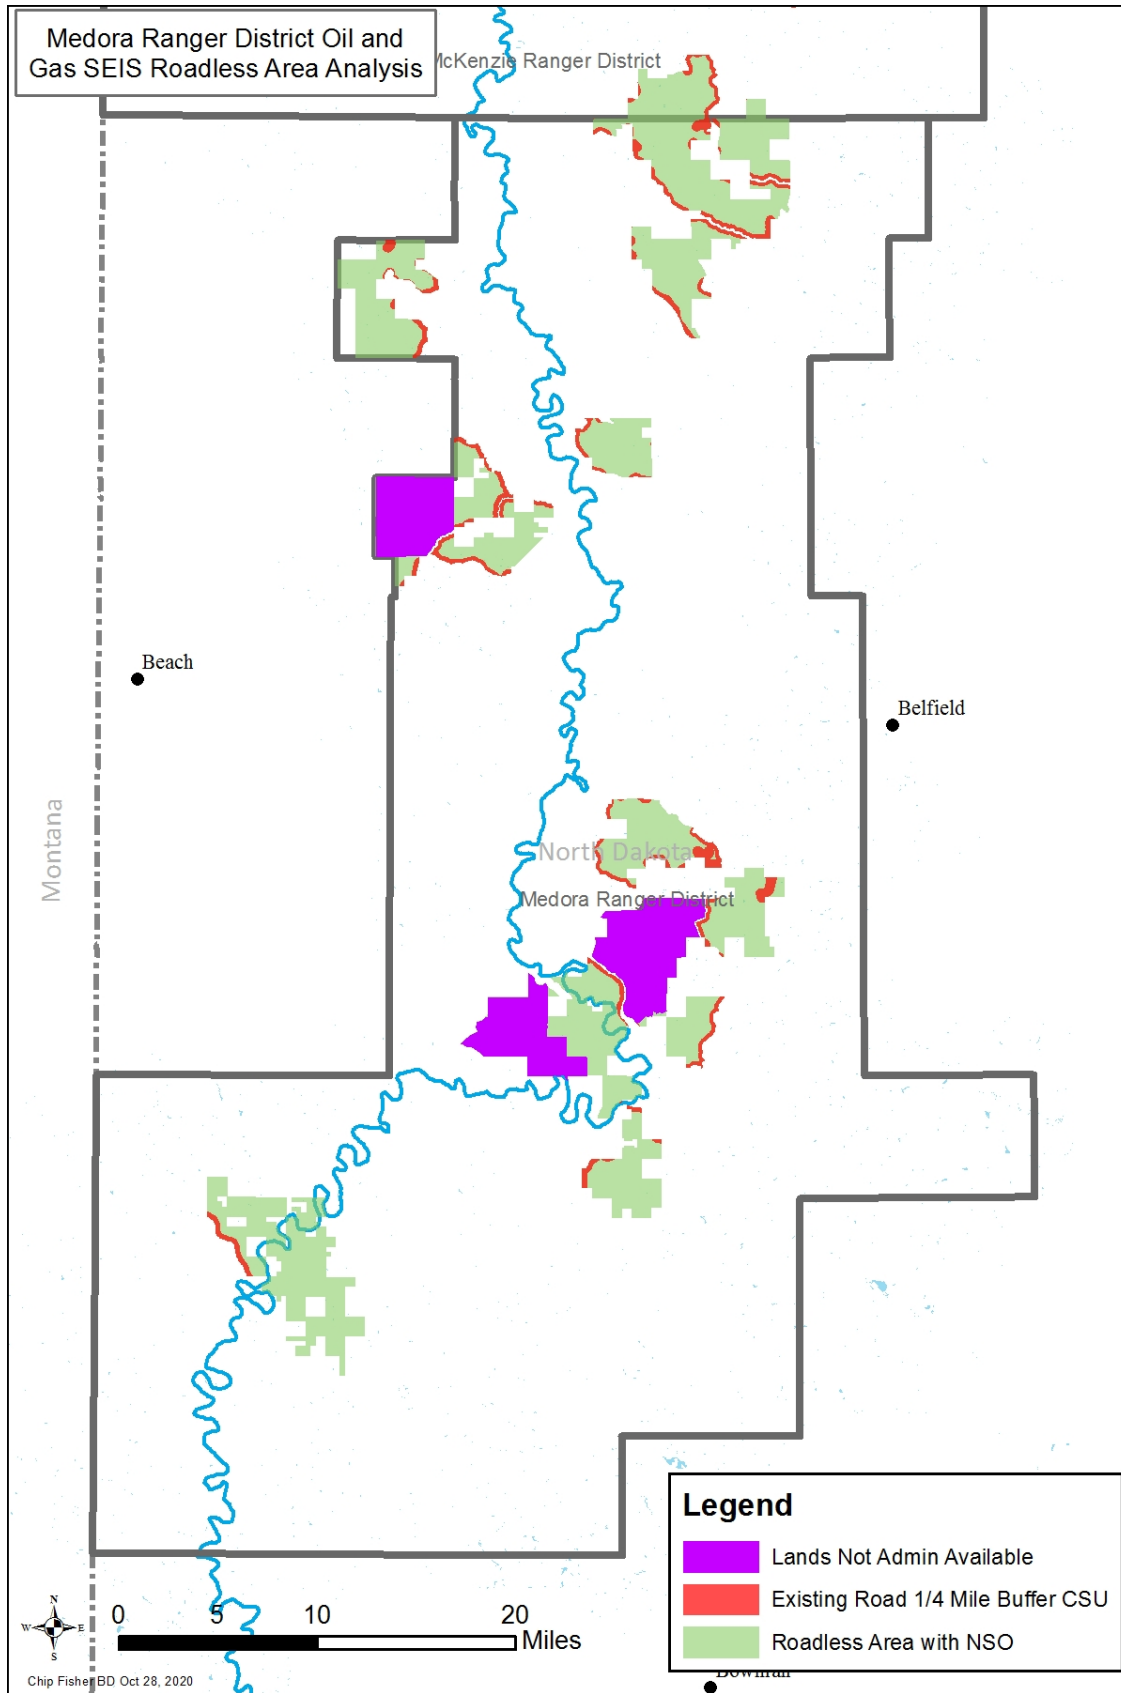 Medora Ranger District Oil and
Gas SEIS Roadless Area Analysis
McKenzie Ranger District
Beach
Belfield
Montana
North Dakota
Medora Ranger District
Legend
Lands Not Admin Available
Existing Road 1/4 Mile Buffer CSU
Roadless Area with NSO
N
W E
S
0 5 10 20
Miles
Chip Fisher BD Oct 28, 2020